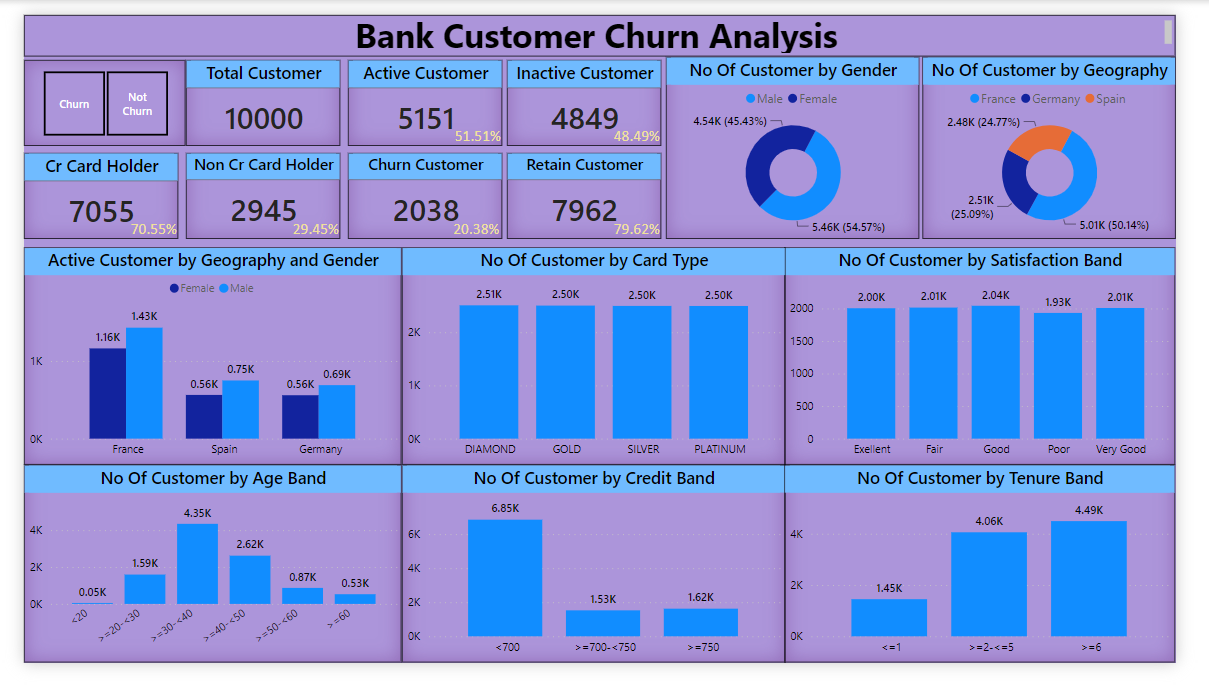 Bank Customer Churn Analysis
Churn
Not
Churn
Total Customer
10000
Active Customer
5151
51.51%
Inactive Customer
4849
48.49%
Cr Card Holder
7055
70.55%
Non Cr Card Holder
2945
29.45%
Churn Customer
2038
20.38%
Retain Customer
7962
79.62%
No Of Customer by Gender
Male Female
4.54K (45.43%)
5.46K (54.57%)
No Of Customer by Geography
France Germany Spain
2.48K (24.77%)
2.51K
(25.09%)
5.01K (50.14%)
Active Customer by Geography and Gender
Female Male
1K
0K
1.16K 1.43K
0.56K 0.75K
0.56K 0.69K
France Spain Germany
No Of Customer by Card Type
2K
1K
0K
2.51K 2.50K 2.50K 2.50K
DIAMOND GOLD SILVER PLATINUM
No Of Customer by Satisfaction Band
2000
1500
1000
500
0
2.00K 2.01K 2.04K 1.93K 2.01K
Exellent Fair Good Poor Very Good
No Of Customer by Age Band
4K
2K
0K
0.05K 1.59K 4.35K 2.62K 0.87K 0.53K
<20 >=20-<30 >=30-<40 >=40-<50 >=50-<60 >=60
No Of Customer by Credit Band
6K
4K
2K
0K
6.85K 1.53K 1.62K
<700 >=700-<750 >=750
No Of Customer by Tenure Band
4K
2K
0K
1.45K 4.06K 4.49K
<=1 >=2-<=5 >=6